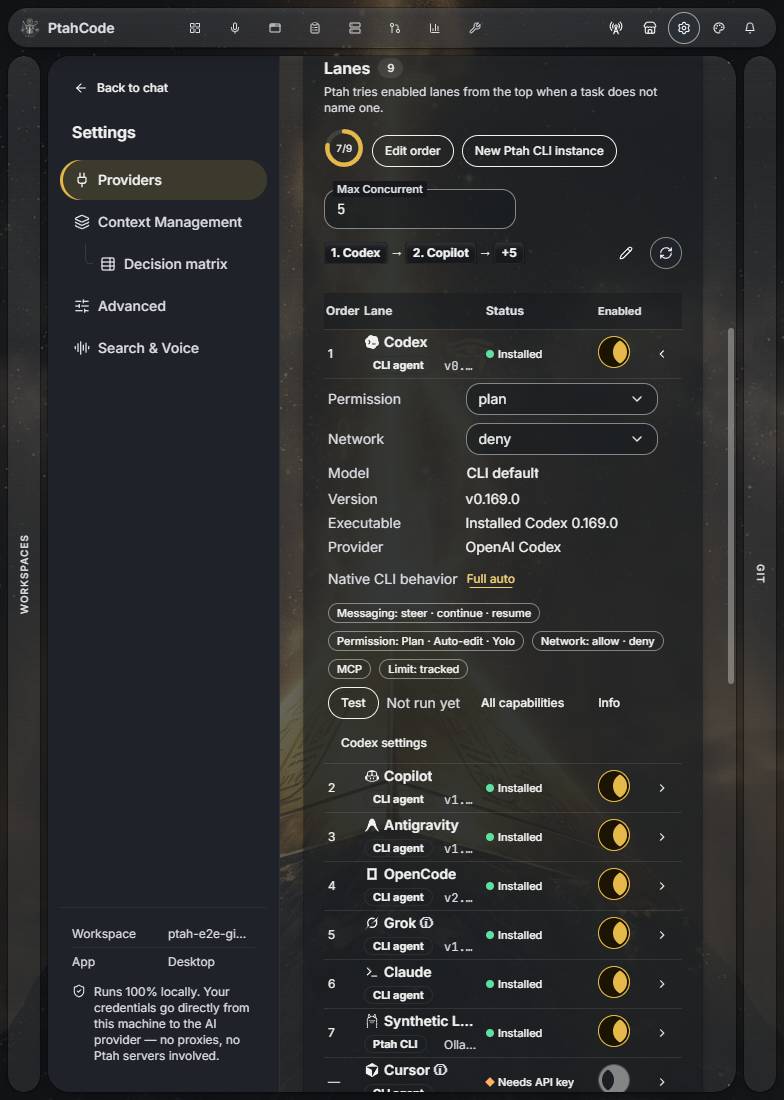 PtahCode
WORKSPACES
Back to chat
Settings
Providers
Context Management
Decision matrix
Advanced
Search & Voice
Workspace ptah-e2e-gi...
App Desktop
Runs 100% locally. Your
credentials go directly from
this machine to the AI
provider — no proxies, no
Ptah servers involved.
Lanes 9
Ptah tries enabled lanes from the top when a task does not
name one.
7/9 Edit order New Ptah CLI instance
Max Concurrent
5
1. Codex → 2. Copilot → +5
Order Lane Status Enabled
1 Codex Installed
CLI agent v0....
Permission plan
Network deny
Model CLI default
Version v0.169.0
Executable Installed Codex 0.169.0
Provider OpenAI Codex
Native CLI behavior Full auto
Messaging: steer · continue · resume
Permission: Plan · Auto-edit · Yolo Network: allow · deny
MCP Limit: tracked
Test Not run yet All capabilities Info
Codex settings
2 Copilot Installed
CLI agent v1....
3 Antigravity Installed
CLI agent v1....
4 OpenCode Installed
CLI agent v2....
5 Grok Installed
CLI agent v1....
6 Claude Installed
CLI agent
7 Synthetic L... Installed
Ptah CLI Olla...
— Cursor Needs API key
CLI agent
GIT